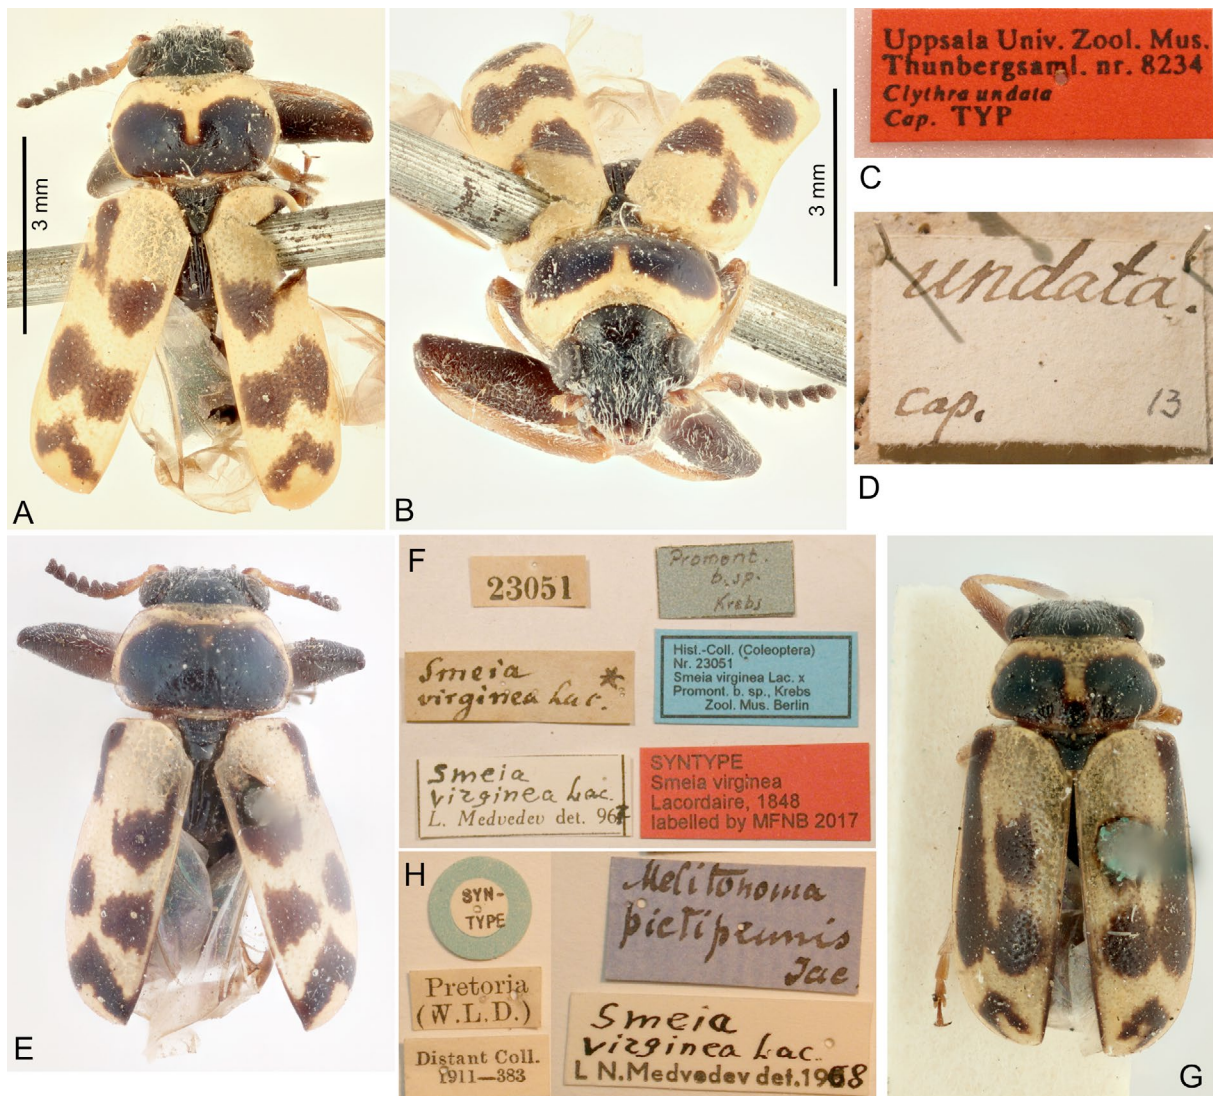 3 mm
A
3 mm
B
Uppsala Univ. Zool. Mus.
Thunbergsaml. nr. 8234
Clythra undata
Cap. TYP
C
undata.
cap.
13
D
E
F
23051
Promont.
b. sp.
Krebs
Smeia
virginea Lac.
*
Hist.-Coll. (Coleoptera)
Nr. 23051
Smeia virginea Lac. x
Promont. b. sp., Krebs
Zool. Mus. Berlin
Smeia
virginea Lac.
L. Medvedev det. 967
SYNTYPE
Smeia virginea
Lacordaire, 1848
labelled by MFNB 2017
G
H
SYN-
TYPE
Pretoria
(W.L.D.)
Distant Coll.
1911—383
Melitonoma
pictipennis
Jac.
Smeia
virginea Lac.
L N. Medvedev det. 1968